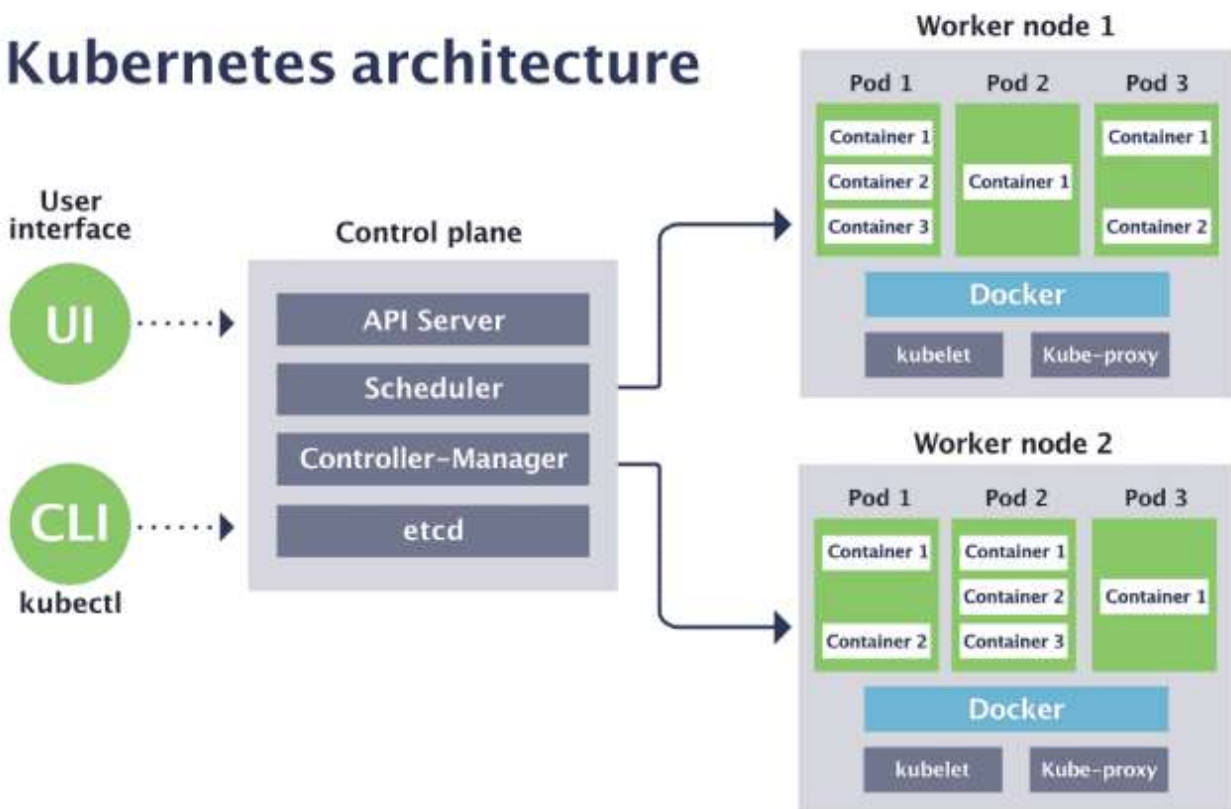 Kubernetes architecture
User
interface
UI
CLI
kubectl
Control plane
API Server
Scheduler
Controller-Manager
etcd
Worker node 1
Pod 1
Pod 2
Pod 3
Container 1
Container 2
Container 3
Container 1
Container 1
Container 2
Docker
kubelet
Kube-proxy
Worker node 2
Pod 1
Pod 2
Pod 3
Container 1
Container 2
Container 1
Container 2
Container 3
Container 1
Docker
kubelet
Kube-proxy